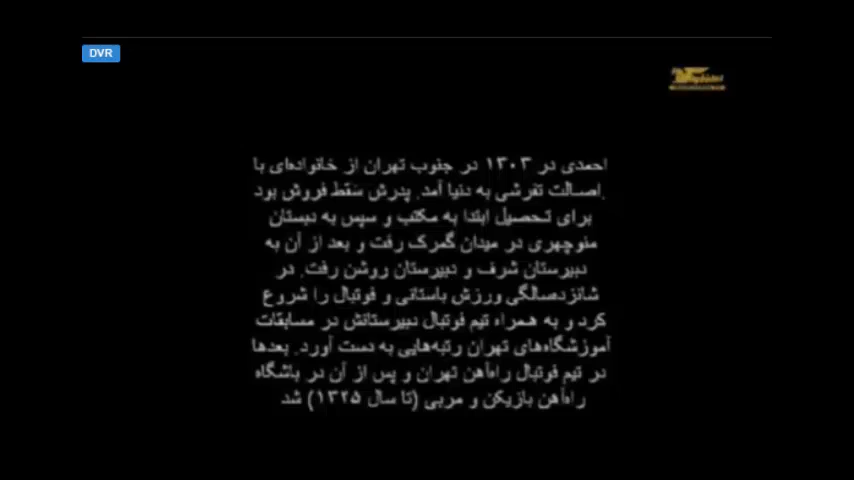 DVR
احمدی در ۱۳۰۳ در جنوب تهران از خانواده‌ای با
.اصالت تفرشی به دنیا آمد. پدرش سَقَط فروش بود
برای تحصیل ابتدا به مکتب و سپس به دبستان
منوچهری در میدان گمرک رفت و بعد از آن به
دبیرستان شرف و دبیرستان روشن رفت. در
شانزده‌سالگی ورزش باستانی و فوتبال را شروع
کرد و به همراه تیم فوتبال دبیرستانش در مسابقات
آموزشگاه‌های تهران رتبه‌هایی به دست آورد. بعدها
در تیم فوتبال راه‌آهن تهران و پس از آن در باشگاه
راه‌آهن بازیکن و مربی (تا سال ۱۳۲۵) شد